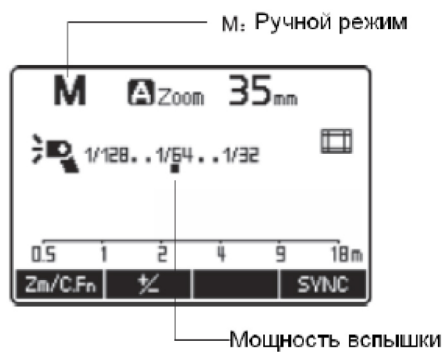 М: Ручной режим
M A Zoom 35mm
1/128..1/64..1/32
0.5 1 2 4 9 18m
Zm/C.Fn +/- SYNC
Мощность вспышки